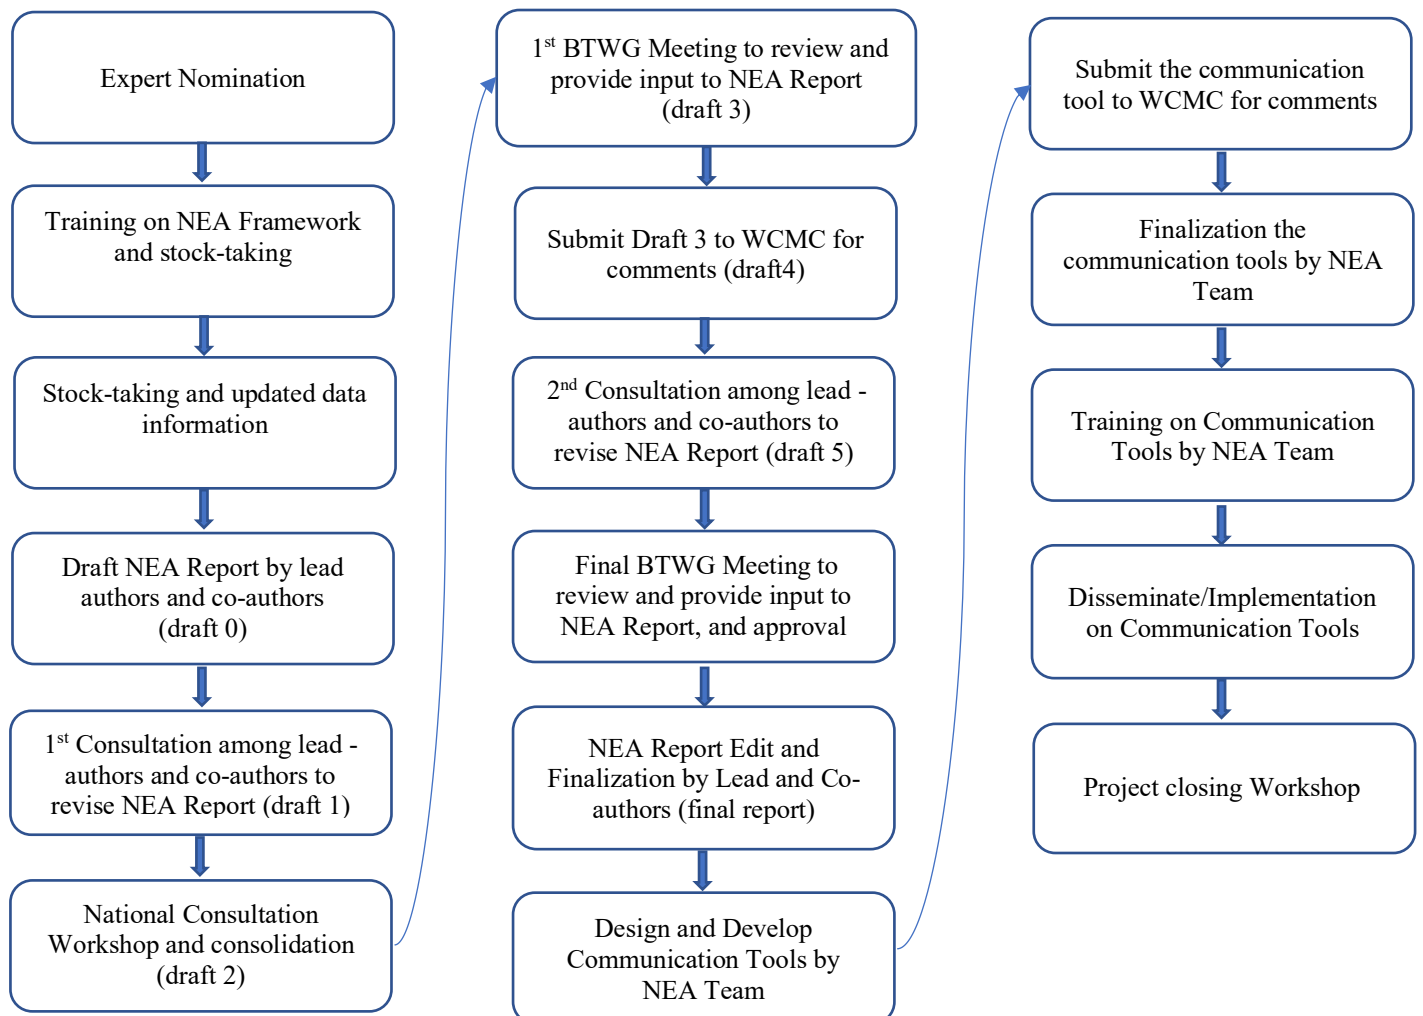 Expert Nomination
Training on NEA Framework
and stock-taking
Stock-taking and updated data
information
Draft NEA Report by lead
authors and co-authors
(draft 0)
1st Consultation among lead -
authors and co-authors to
revise NEA Report (draft 1)
National Consultation
Workshop and consolidation
(draft 2)
1st BTWG Meeting to review and
provide input to NEA Report
(draft 3)
Submit Draft 3 to WCMC for
comments (draft4)
2nd Consultation among lead -
authors and co-authors to
revise NEA Report (draft 5)
Final BTWG Meeting to
review and provide input to
NEA Report, and approval
NEA Report Edit and
Finalization by Lead and Co-
authors (final report)
Design and Develop
Communication Tools by
NEA Team
Submit the communication
tool to WCMC for comments
Finalization the
communication tools by NEA
Team
Training on Communication
Tools by NEA Team
Disseminate/Implementation
on Communication Tools
Project closing Workshop